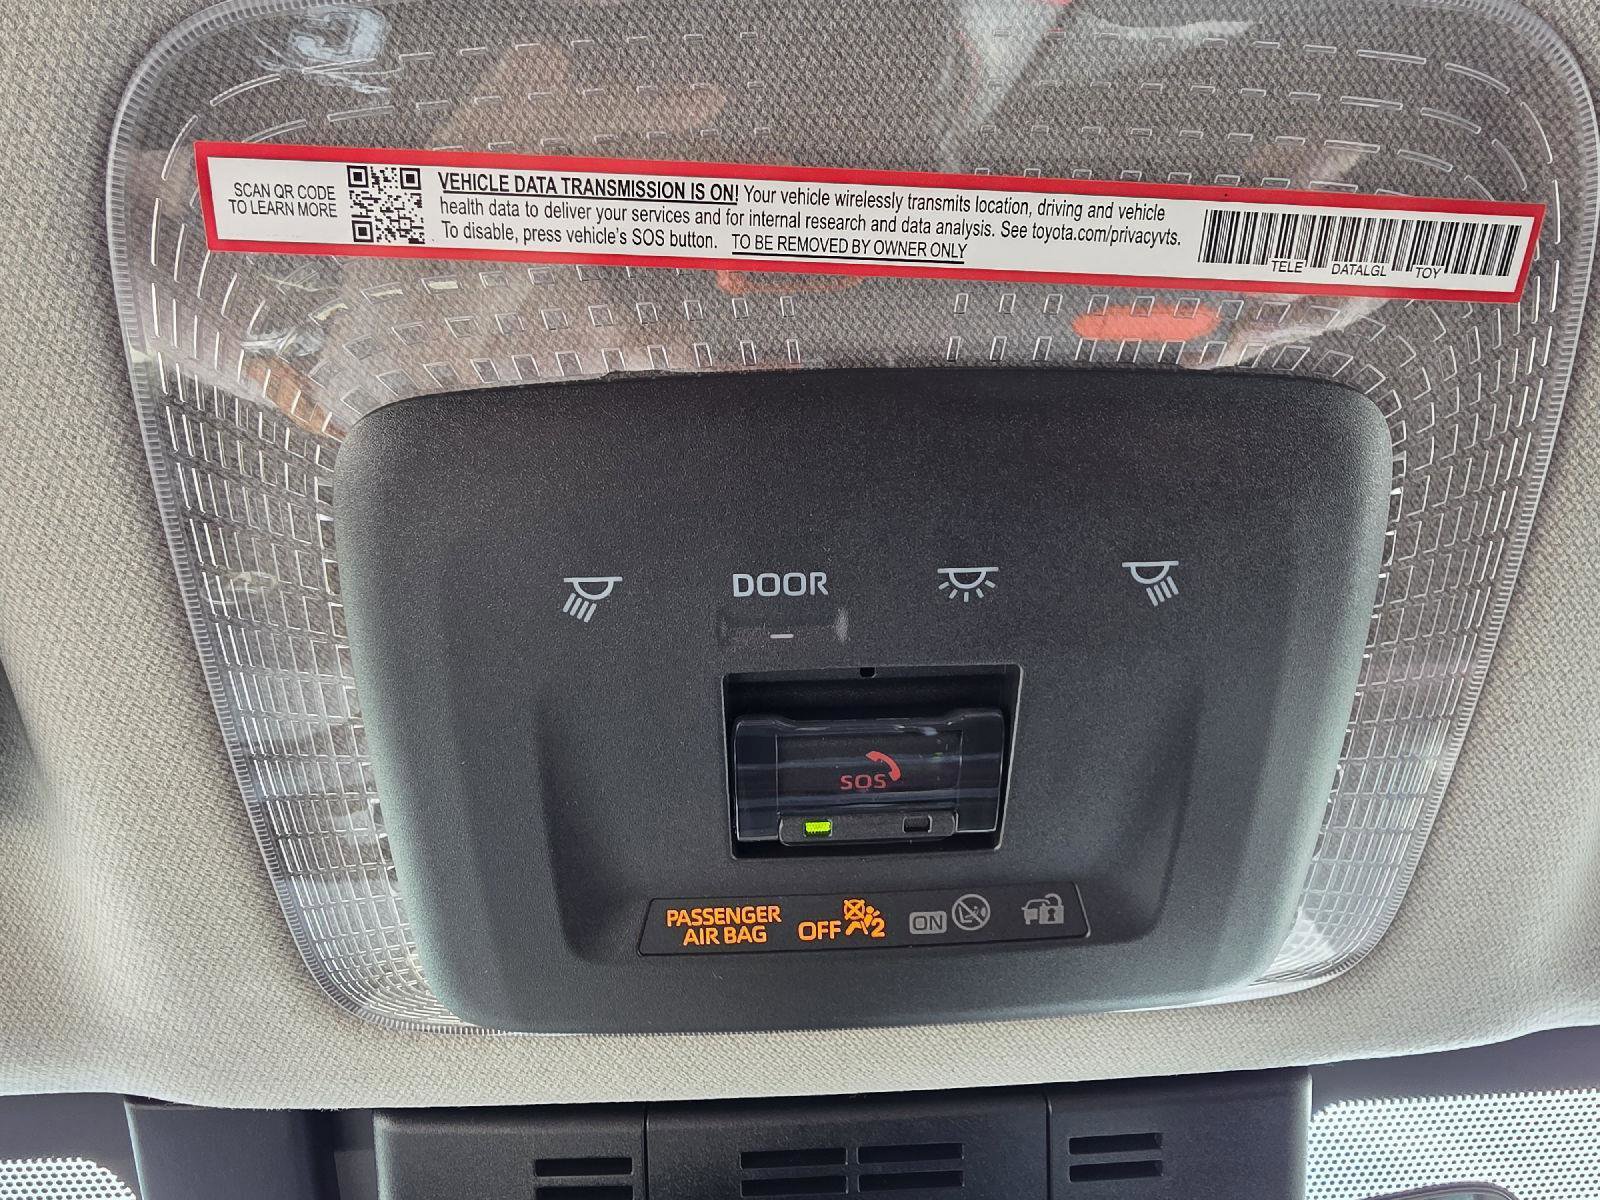 SCAN QR CODE
TO LEARN MORE
VEHICLE DATA TRANSMISSION IS ON! Your vehicle wirelessly transmits location, driving and vehicle
health data to deliver your services and for internal research and data analysis. See toyota.com/privacyvts.
To disable, press vehicle's SOS button. TO BE REMOVED BY OWNER ONLY
TELE DATALGL TOY
DOOR
SOS
PASSENGER
AIR BAG
OFF 2
ON